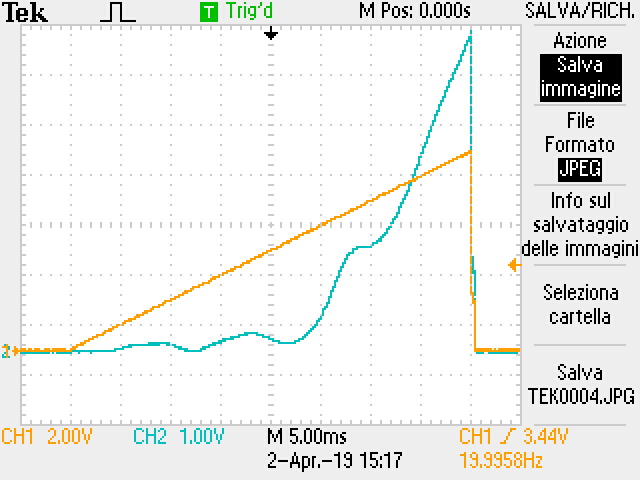 Tek T Trig'd M Pos: 0.000s SALVA/RICH.
Azione
Salva
immagine
File
Formato
JPEG
Info sul
salvataggio
delle immagini
Seleziona
cartella
Salva
TEK0004.JPG
2
CH1 2.00V CH2 1.00V M 5.00ms CH1 3.44V
2-Apr.-19 15:17 19.9958Hz